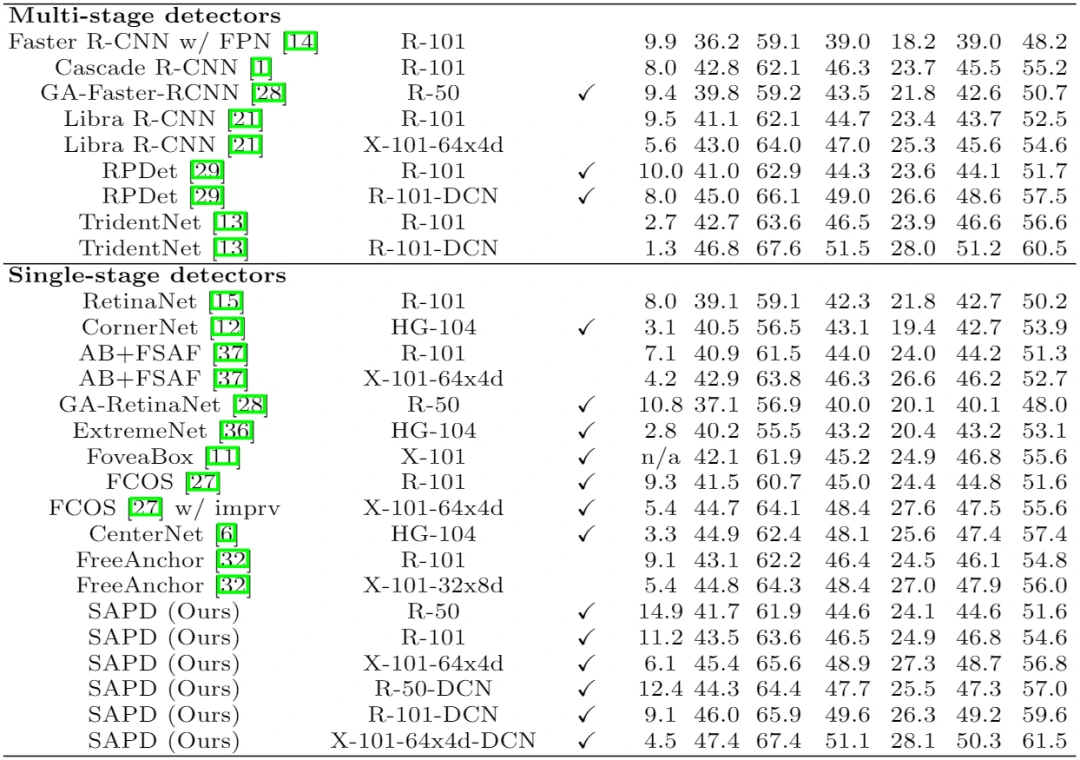 Multi-stage detectors
Faster R-CNN w/ FPN [14] R-101 9.9 36.2 59.1 39.0 18.2 39.0 48.2
Cascade R-CNN [1] R-101 8.0 42.8 62.1 46.3 23.7 45.5 55.2
GA-Faster-RCNN [28] R-50 ✓ 9.4 39.8 59.2 43.5 21.8 42.6 50.7
Libra R-CNN [21] R-101 9.5 41.1 62.1 44.7 23.4 43.7 52.5
Libra R-CNN [21] X-101-64x4d 5.6 43.0 64.0 47.0 25.3 45.6 54.6
RPDet [29] R-101 ✓ 10.0 41.0 62.9 44.3 23.6 44.1 51.7
RPDet [29] R-101-DCN ✓ 8.0 45.0 66.1 49.0 26.6 48.6 57.5
TridentNet [13] R-101 2.7 42.7 63.6 46.5 23.9 46.6 56.6
TridentNet [13] R-101-DCN 1.3 46.8 67.6 51.5 28.0 51.2 60.5
Single-stage detectors
RetinaNet [15] R-101 8.0 39.1 59.1 42.3 21.8 42.7 50.2
CornerNet [12] HG-104 ✓ 3.1 40.5 56.5 43.1 19.4 42.7 53.9
AB+FSAF [37] R-101 7.1 40.9 61.5 44.0 24.0 44.2 51.3
AB+FSAF [37] X-101-64x4d 4.2 42.9 63.8 46.3 26.6 46.2 52.7
GA-RetinaNet [28] R-50 ✓ 10.8 37.1 56.9 40.0 20.1 40.1 48.0
ExtremeNet [36] HG-104 ✓ 2.8 40.2 55.5 43.2 20.4 43.2 53.1
FoveaBox [11] X-101 ✓ n/a 42.1 61.9 45.2 24.9 46.8 55.6
FCOS [27] R-101 ✓ 9.3 41.5 60.7 45.0 24.4 44.8 51.6
FCOS [27] w/ imprv X-101-64x4d ✓ 5.4 44.7 64.1 48.4 27.6 47.5 55.6
CenterNet [6] HG-104 ✓ 3.3 44.9 62.4 48.1 25.6 47.4 57.4
FreeAnchor [32] R-101 9.1 43.1 62.2 46.4 24.5 46.1 54.8
FreeAnchor [32] X-101-32x8d 5.4 44.8 64.3 48.4 27.0 47.9 56.0
SAPD (Ours) R-50 ✓ 14.9 41.7 61.9 44.6 24.1 44.6 51.6
SAPD (Ours) R-101 ✓ 11.2 43.5 63.6 46.5 24.9 46.8 54.6
SAPD (Ours) X-101-64x4d ✓ 6.1 45.4 65.6 48.9 27.3 48.7 56.8
SAPD (Ours) R-50-DCN ✓ 12.4 44.3 64.4 47.7 25.5 47.3 57.0
SAPD (Ours) R-101-DCN ✓ 9.1 46.0 65.9 49.6 26.3 49.2 59.6
SAPD (Ours) X-101-64x4d-DCN ✓ 4.5 47.4 67.4 51.1 28.1 50.3 61.5